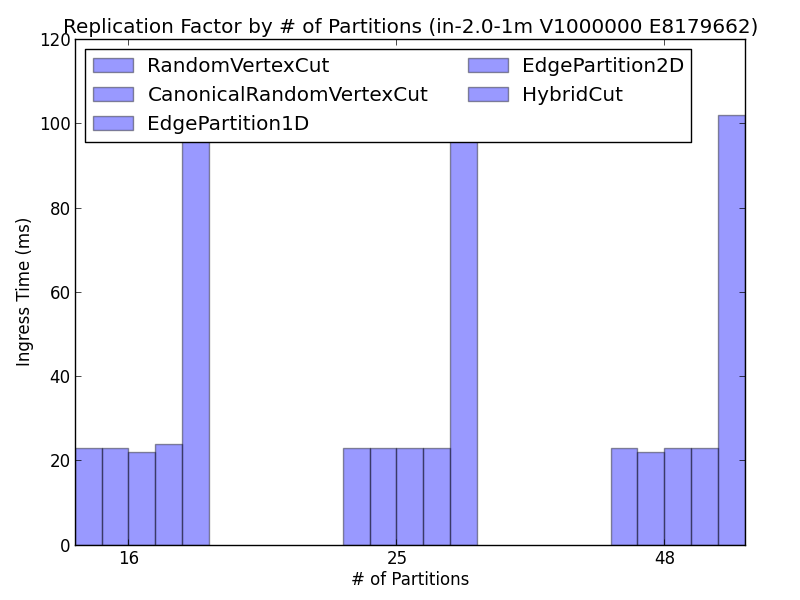 Replication Factor by # of Partitions (in-2.0-1m V1000000 E8179662)
120
100
80
60
40
20
0
Ingress Time (ms)
RandomVertexCut
CanonicalRandomVertexCut
EdgePartition1D
EdgePartition2D
HybridCut
16
25
48
# of Partitions